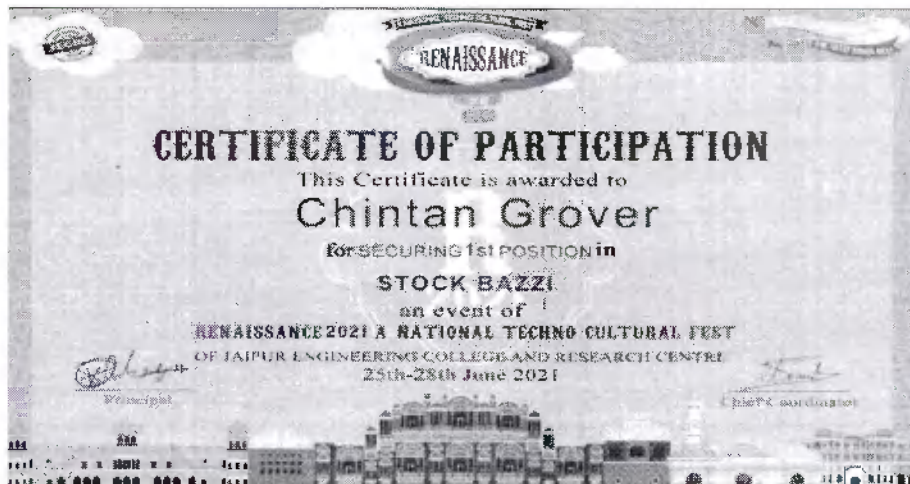 RENAISSANCE
CERTIFICATE OF PARTICIPATION
This Certificate is awarded to
Chintan Grover
for SECURING 1st POSITION in
STOCK BAZZI
an event of
RENAISSANCE 2021 A NATIONAL TECHNO CULTURAL FEST
OF JAIPUR ENGINEERING COLLEGE AND RESEARCH CENTRE
25th-28th June 2021
Principal
Chief Coordinator